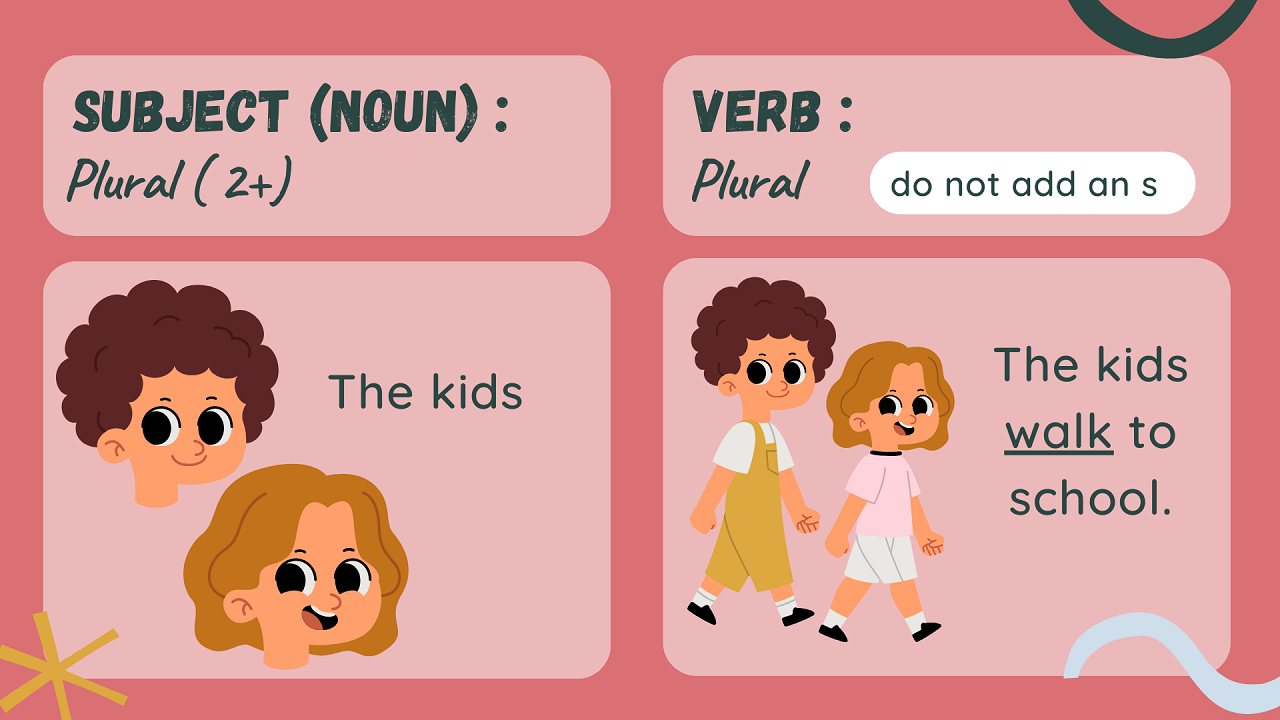 SUBJECT (NOUN) :
Plural ( 2+)
The kids
VERB :
Plural
do not add an s
The kids
walk to
school.